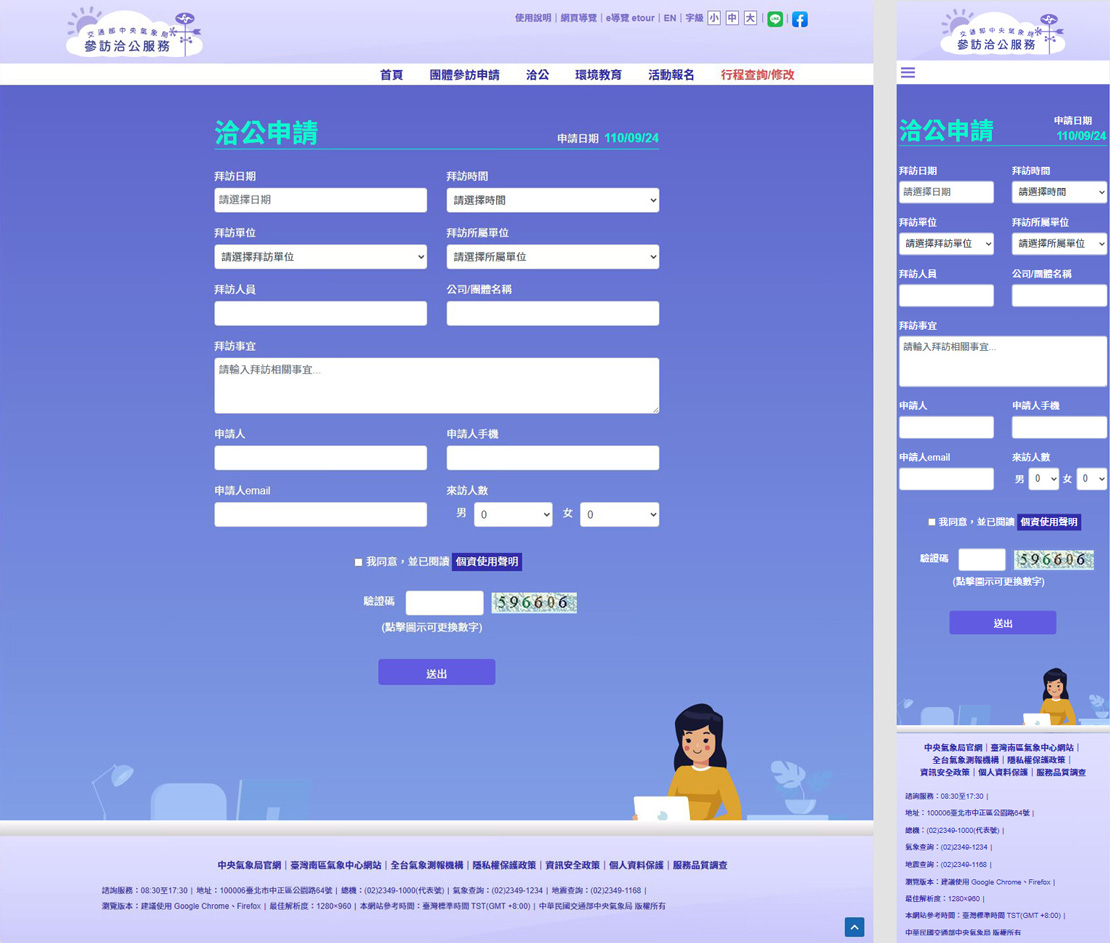 交通部中央氣象局
參訪洽公服務
使用說明｜網頁導覽｜e導覽 etour｜EN｜字級 小 中 大｜｜
首頁 團體參訪申請 洽公 環境教育 活動報名 行程查詢/修改
洽公申請 申請日期 110/09/24
拜訪日期 拜訪時間
請選擇日期 請選擇時間
拜訪單位 拜訪所屬單位
請選擇拜訪單位 請選擇所屬單位
拜訪人員 公司/團體名稱
拜訪事宜
請輸入拜訪相關事宜...
申請人 申請人手機
申請人email 來訪人數
男 0 女 0
我同意，並已閱讀 個資使用聲明
驗證碼 596606
(點擊圖示可更換數字)
送出
中央氣象局官網｜臺灣南區氣象中心網站｜全台氣象測報機構｜隱私權保護政策｜資訊安全政策｜個人資料保護｜服務品質調查
諮詢服務：08:30至17:30｜地址：100006臺北市中正區公園路64號｜總機：(02)2349-1000(代表號)｜氣象查詢：(02)2349-1234｜地震查詢：(02)2349-1168｜
瀏覽版本：建議使用 Google Chrome、Firefox｜最佳解析度：1280×960｜本網站參考時間：臺灣標準時間 TST(GMT +8:00)｜中華民國交通部中央氣象局 版權所有
交通部中央氣象局
參訪洽公服務
洽公申請 申請日期
110/09/24
拜訪日期 拜訪時間
請選擇日期 請選擇時間
拜訪單位 拜訪所屬單位
請選擇拜訪單位 請選擇所屬單位
拜訪人員 公司/團體名稱
拜訪事宜
請輸入拜訪相關事宜...
申請人 申請人手機
申請人email 來訪人數
男 0 女 0
我同意，並已閱讀 個資使用聲明
驗證碼 596606
(點擊圖示可更換數字)
送出
中央氣象局官網｜臺灣南區氣象中心網站｜
全台氣象測報機構｜隱私權保護政策｜
資訊安全政策｜個人資料保護｜服務品質調查
諮詢服務：08:30至17:30｜
地址：100006臺北市中正區公園路64號｜
總機：(02)2349-1000(代表號)｜
氣象查詢：(02)2349-1234｜
地震查詢：(02)2349-1168｜
瀏覽版本：建議使用 Google Chrome、Firefox｜
最佳解析度：1280×960｜
本網站參考時間：臺灣標準時間 TST(GMT +8:00)｜
中華民國交通部中央氣象局 版權所有